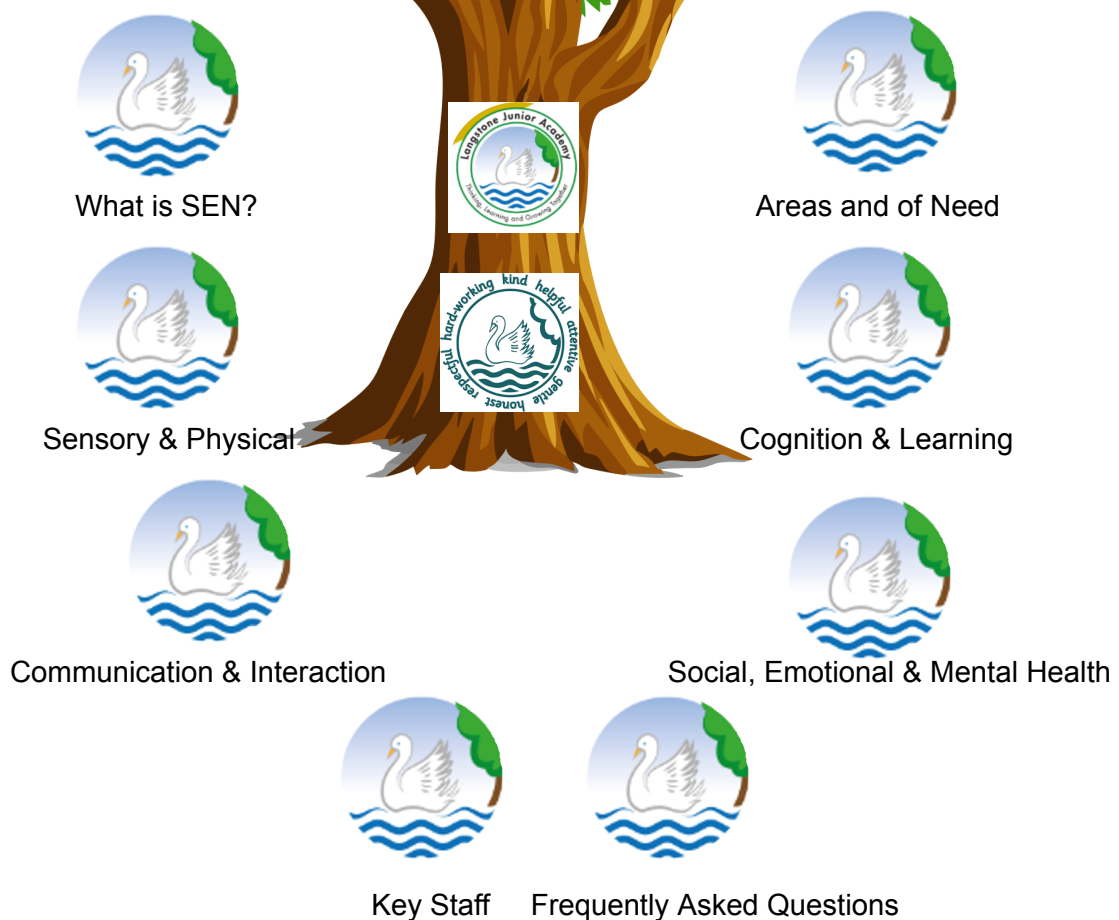 Langstone Junior Academy
Thinking, Learning and Growing Together
What is SEN?
Areas and of Need
respectful hard-working kind helpful attentive gentle honest
Sensory & Physical
Cognition & Learning
Communication & Interaction
Social, Emotional & Mental Health
Key Staff
Frequently Asked Questions